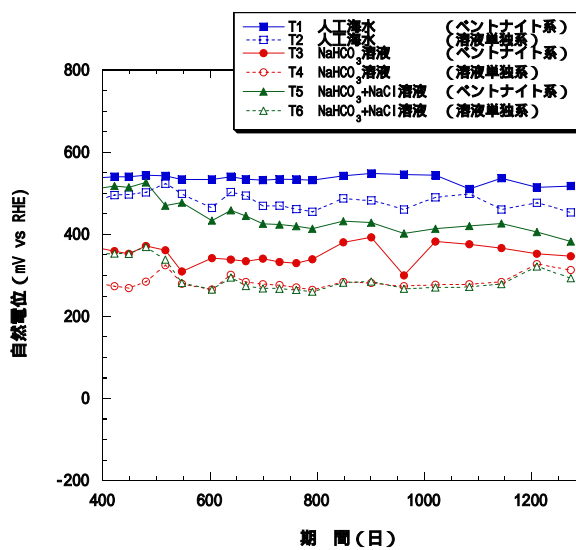 T1 人工海水 (ベントナイト系)
T2 人工海水 (溶液単独系)
T3 NaHCO3溶液 (ベントナイト系)
T4 NaHCO3溶液 (溶液単独系)
T5 NaHCO3+NaCl溶液 (ベントナイト系)
T6 NaHCO3+NaCl溶液 (溶液単独系)
800
600
400
200
0
-200
自然電位(mV vs RHE)
400 600 800 1000 1200
期 間(日)